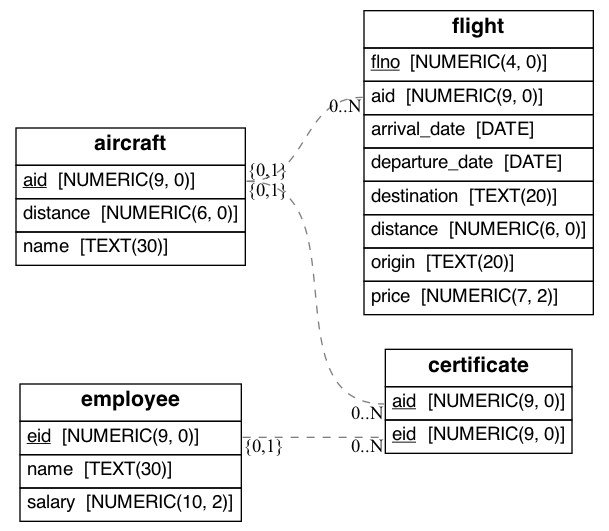 flight
flno [NUMERIC(4, 0)]
aid [NUMERIC(9, 0)]
arrival_date [DATE]
departure_date [DATE]
destination [TEXT(20)]
distance [NUMERIC(6, 0)]
origin [TEXT(20)]
price [NUMERIC(7, 2)]
0..N
aircraft
aid [NUMERIC(9, 0)]
distance [NUMERIC(6, 0)]
name [TEXT(30)]
{0,1}
{0,1}
certificate
aid [NUMERIC(9, 0)]
eid [NUMERIC(9, 0)]
0..N
0..N
employee
eid [NUMERIC(9, 0)]
name [TEXT(30)]
salary [NUMERIC(10, 2)]
{0,1}